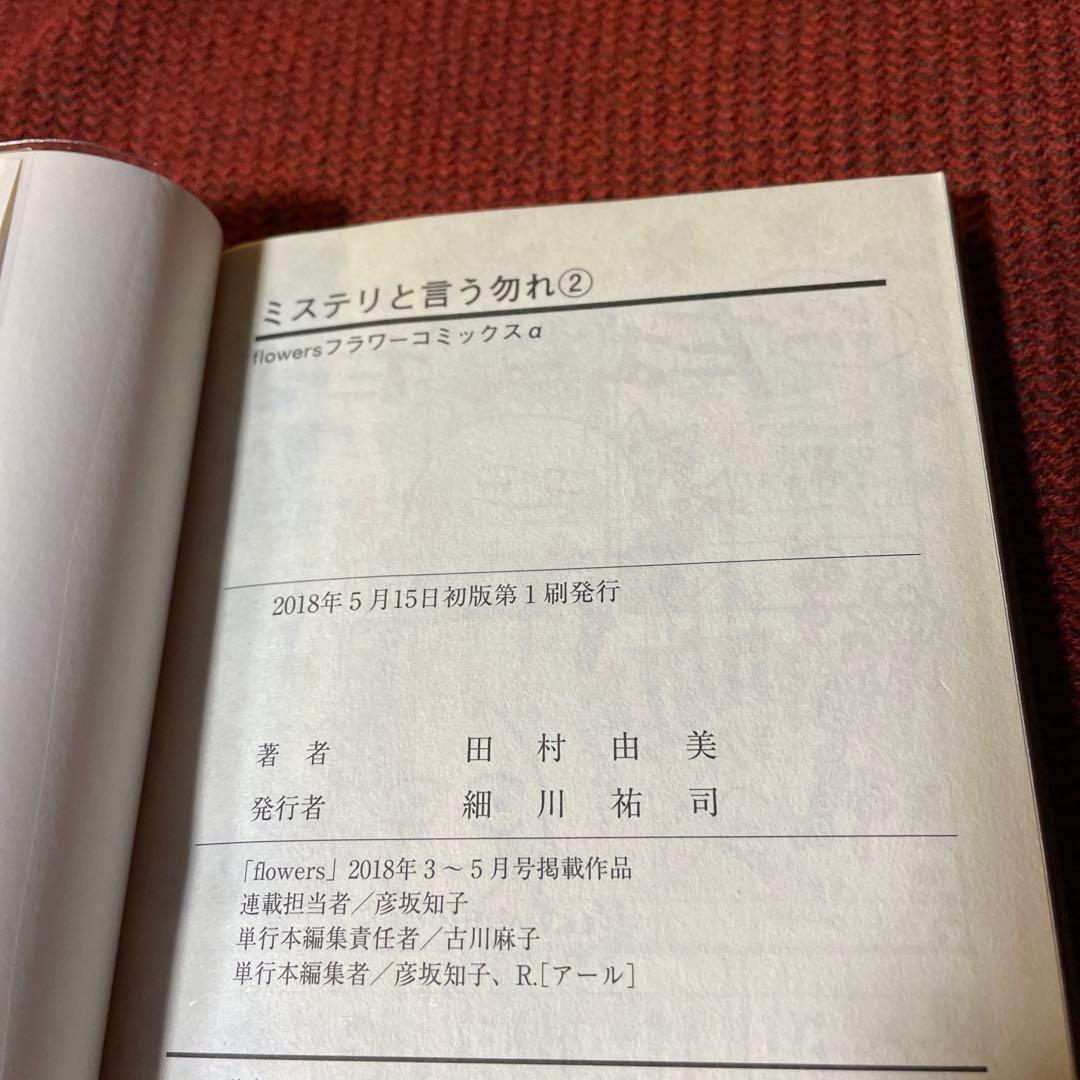 ミステリと言う勿れ②
flowersフラワーコミックスα
2018年5月15日初版第1刷発行
著者 田村由美
発行者 細川祐司
「flowers」2018年3～5月号掲載作品
連載担当者／彦坂知子
単行本編集責任者／古川麻子
単行本編集者／彦坂知子、R.[アール]